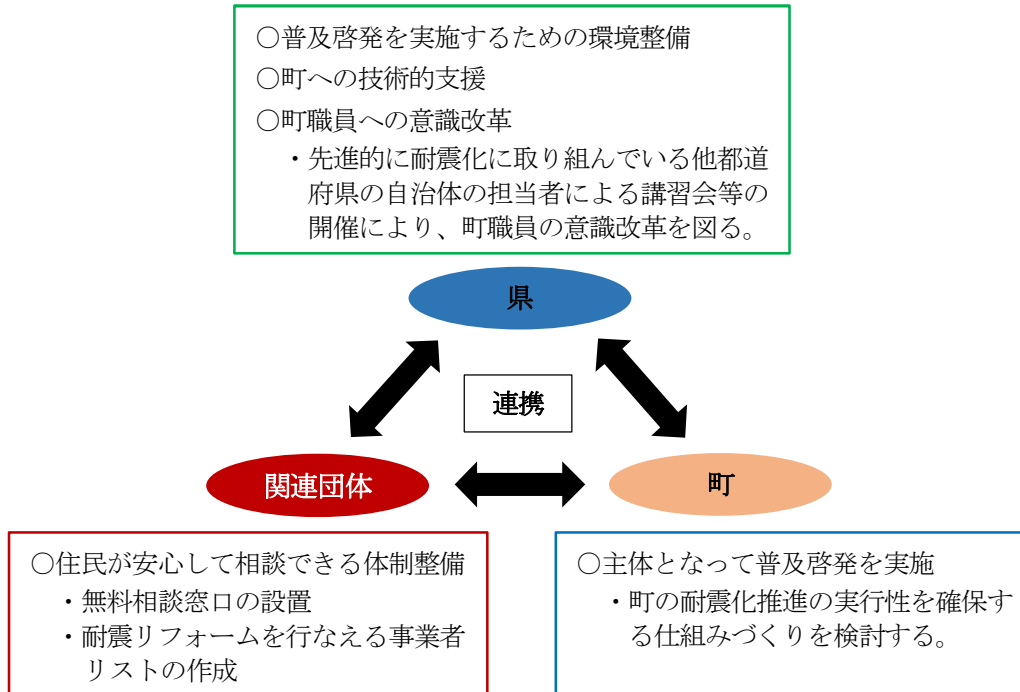 ○普及啓発を実施するための環境整備
○町への技術的支援
○町職員への意識改革
・先進的に耐震化に取り組んでいる他都道
府県の自治体の担当者による講習会等の
開催により、町職員の意識改革を図る。
県
連携
関連団体
町
○住民が安心して相談できる体制整備
・無料相談窓口の設置
・耐震リフォームを行なえる事業者
リストの作成
○主体となって普及啓発を実施
・町の耐震化推進の実行性を確保す
る仕組みづくりを検討する。